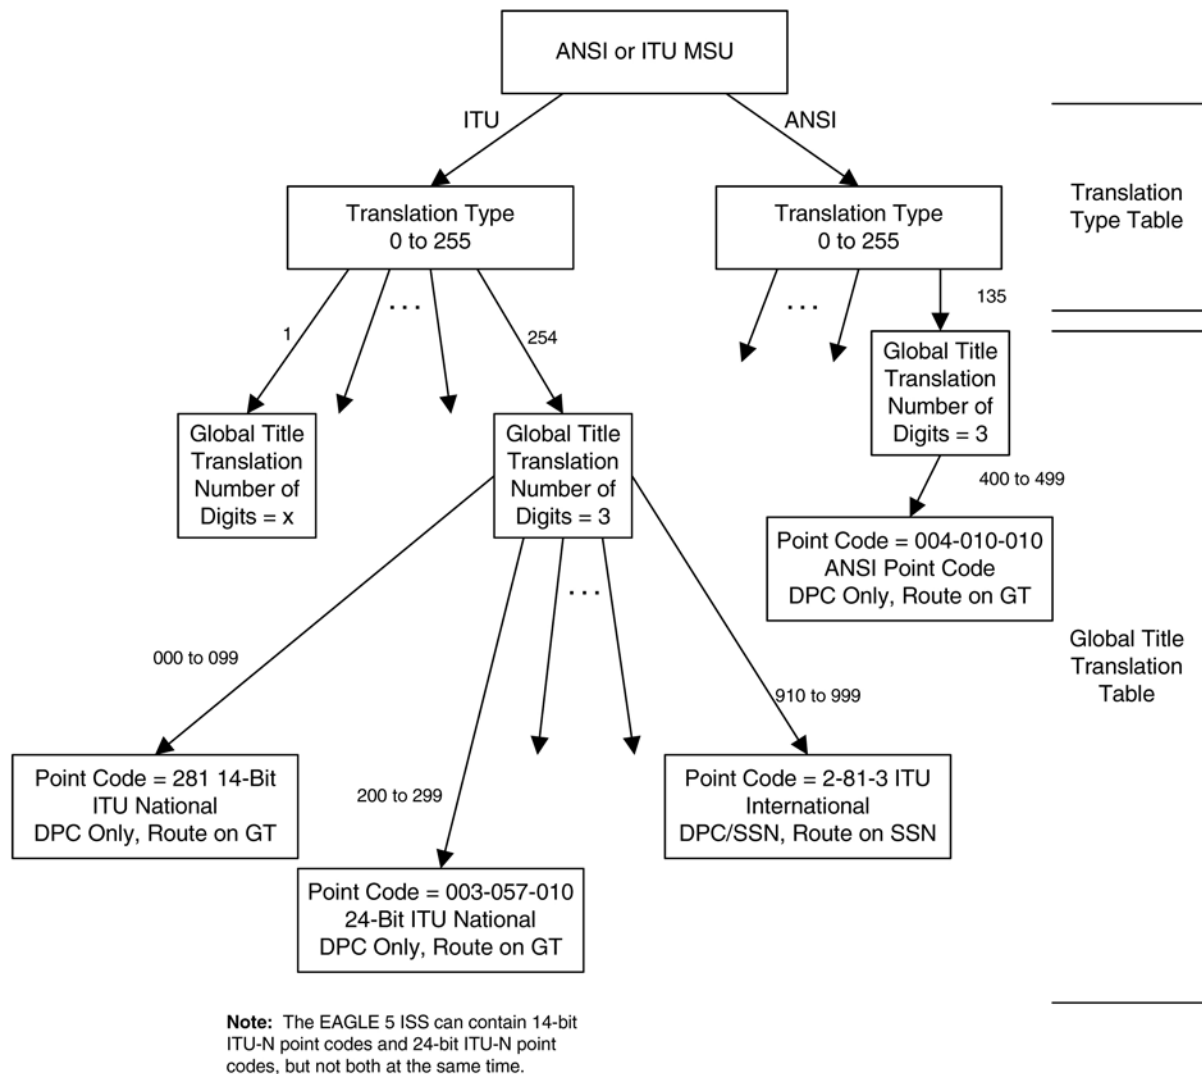 ANSI or ITU MSU
ITU
ANSI
Translation Type
0 to 255
Translation Type
0 to 255
Translation
Type Table
1
...
254
...
135
Global Title
Translation
Number of
Digits = x
Global Title
Translation
Number of
Digits = 3
Global Title
Translation
Number of
Digits = 3
400 to 499
Point Code = 004-010-010
ANSI Point Code
DPC Only, Route on GT
...
000 to 099
200 to 299
910 to 999
Global Title
Translation
Table
Point Code = 281 14-Bit
ITU National
DPC Only, Route on GT
Point Code = 003-057-010
24-Bit ITU National
DPC Only, Route on GT
Point Code = 2-81-3 ITU
International
DPC/SSN, Route on SSN
Note: The EAGLE 5 ISS can contain 14-bit
ITU-N point codes and 24-bit ITU-N point
codes, but not both at the same time.